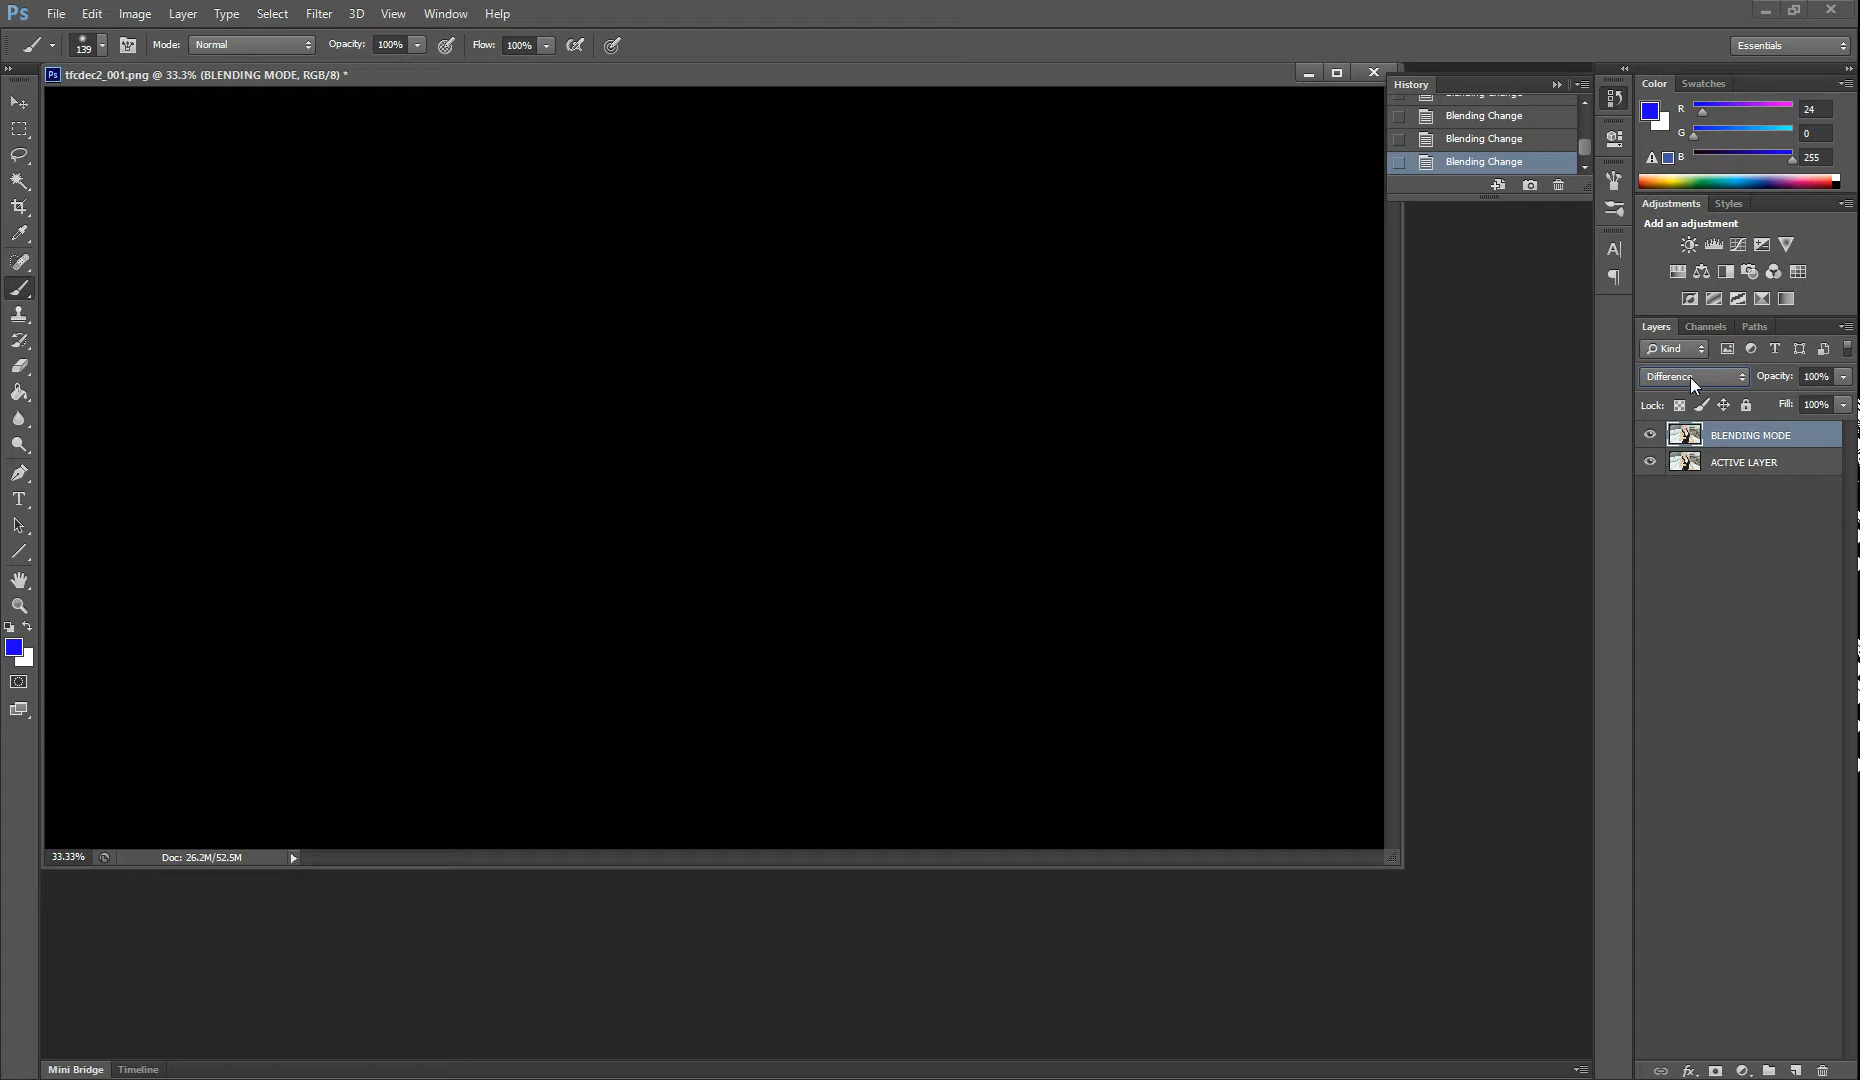 Ps File Edit Image Layer Type Select Filter 3D View Window Help
139 Mode: Normal Opacity: 100% Flow: 100% Essentials
Ps tfcdec2_001.png @ 33.3% (BLENDING MODE, RGB/8) *
History
Blending Change
Blending Change
Blending Change
Blending Change
Color Swatches
R 24
G 0
B 255
Adjustments Styles
Add an adjustment
Layers Channels Paths
Kind
Difference Opacity: 100%
Lock: Fill: 100%
BLENDING MODE
ACTIVE LAYER
33.33% Doc: 26.2M/52.5M
Mini Bridge Timeline